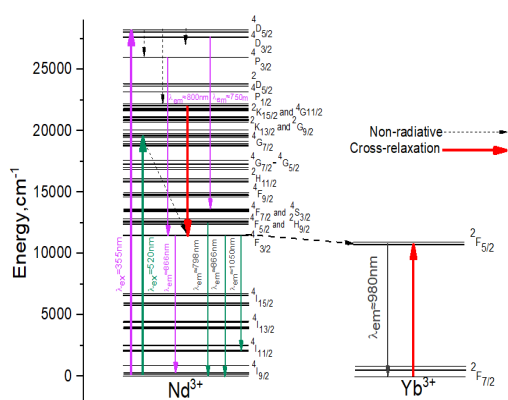 Energy,cm⁻¹
25000
20000
15000
10000
5000
0
⁴D₅/₂
⁴D₃/₂
⁴P₃/₂
²D₅/₂
⁴P₂1/2
²K₁₅/₂ and ⁴G11/2
²K₁₃/₂ and ²G₉/₂
⁴G₇/₂
⁴G₇/₂- ⁴G₅/₂
²H₁₁/₂
⁴F₉/₂
⁴F₇/₂ and ⁴S₃/₂
⁴F₅/₂ and ²H₉/₂
⁴F₃/₂
⁴I₁₅/₂
⁴I₁₃/₂
⁴I₁₁/₂
⁴I₉/₂
λex=355nm
λex=520nm
λem≈866nm
λem≈800nm
λem≈750m
λem≈798nm
λem≈866nm
λem≈1050nm
Non-radiative
Cross-relaxation
²F₅/₂
λem≈980nm
²F₇/₂
Nd³⁺
Yb³⁺